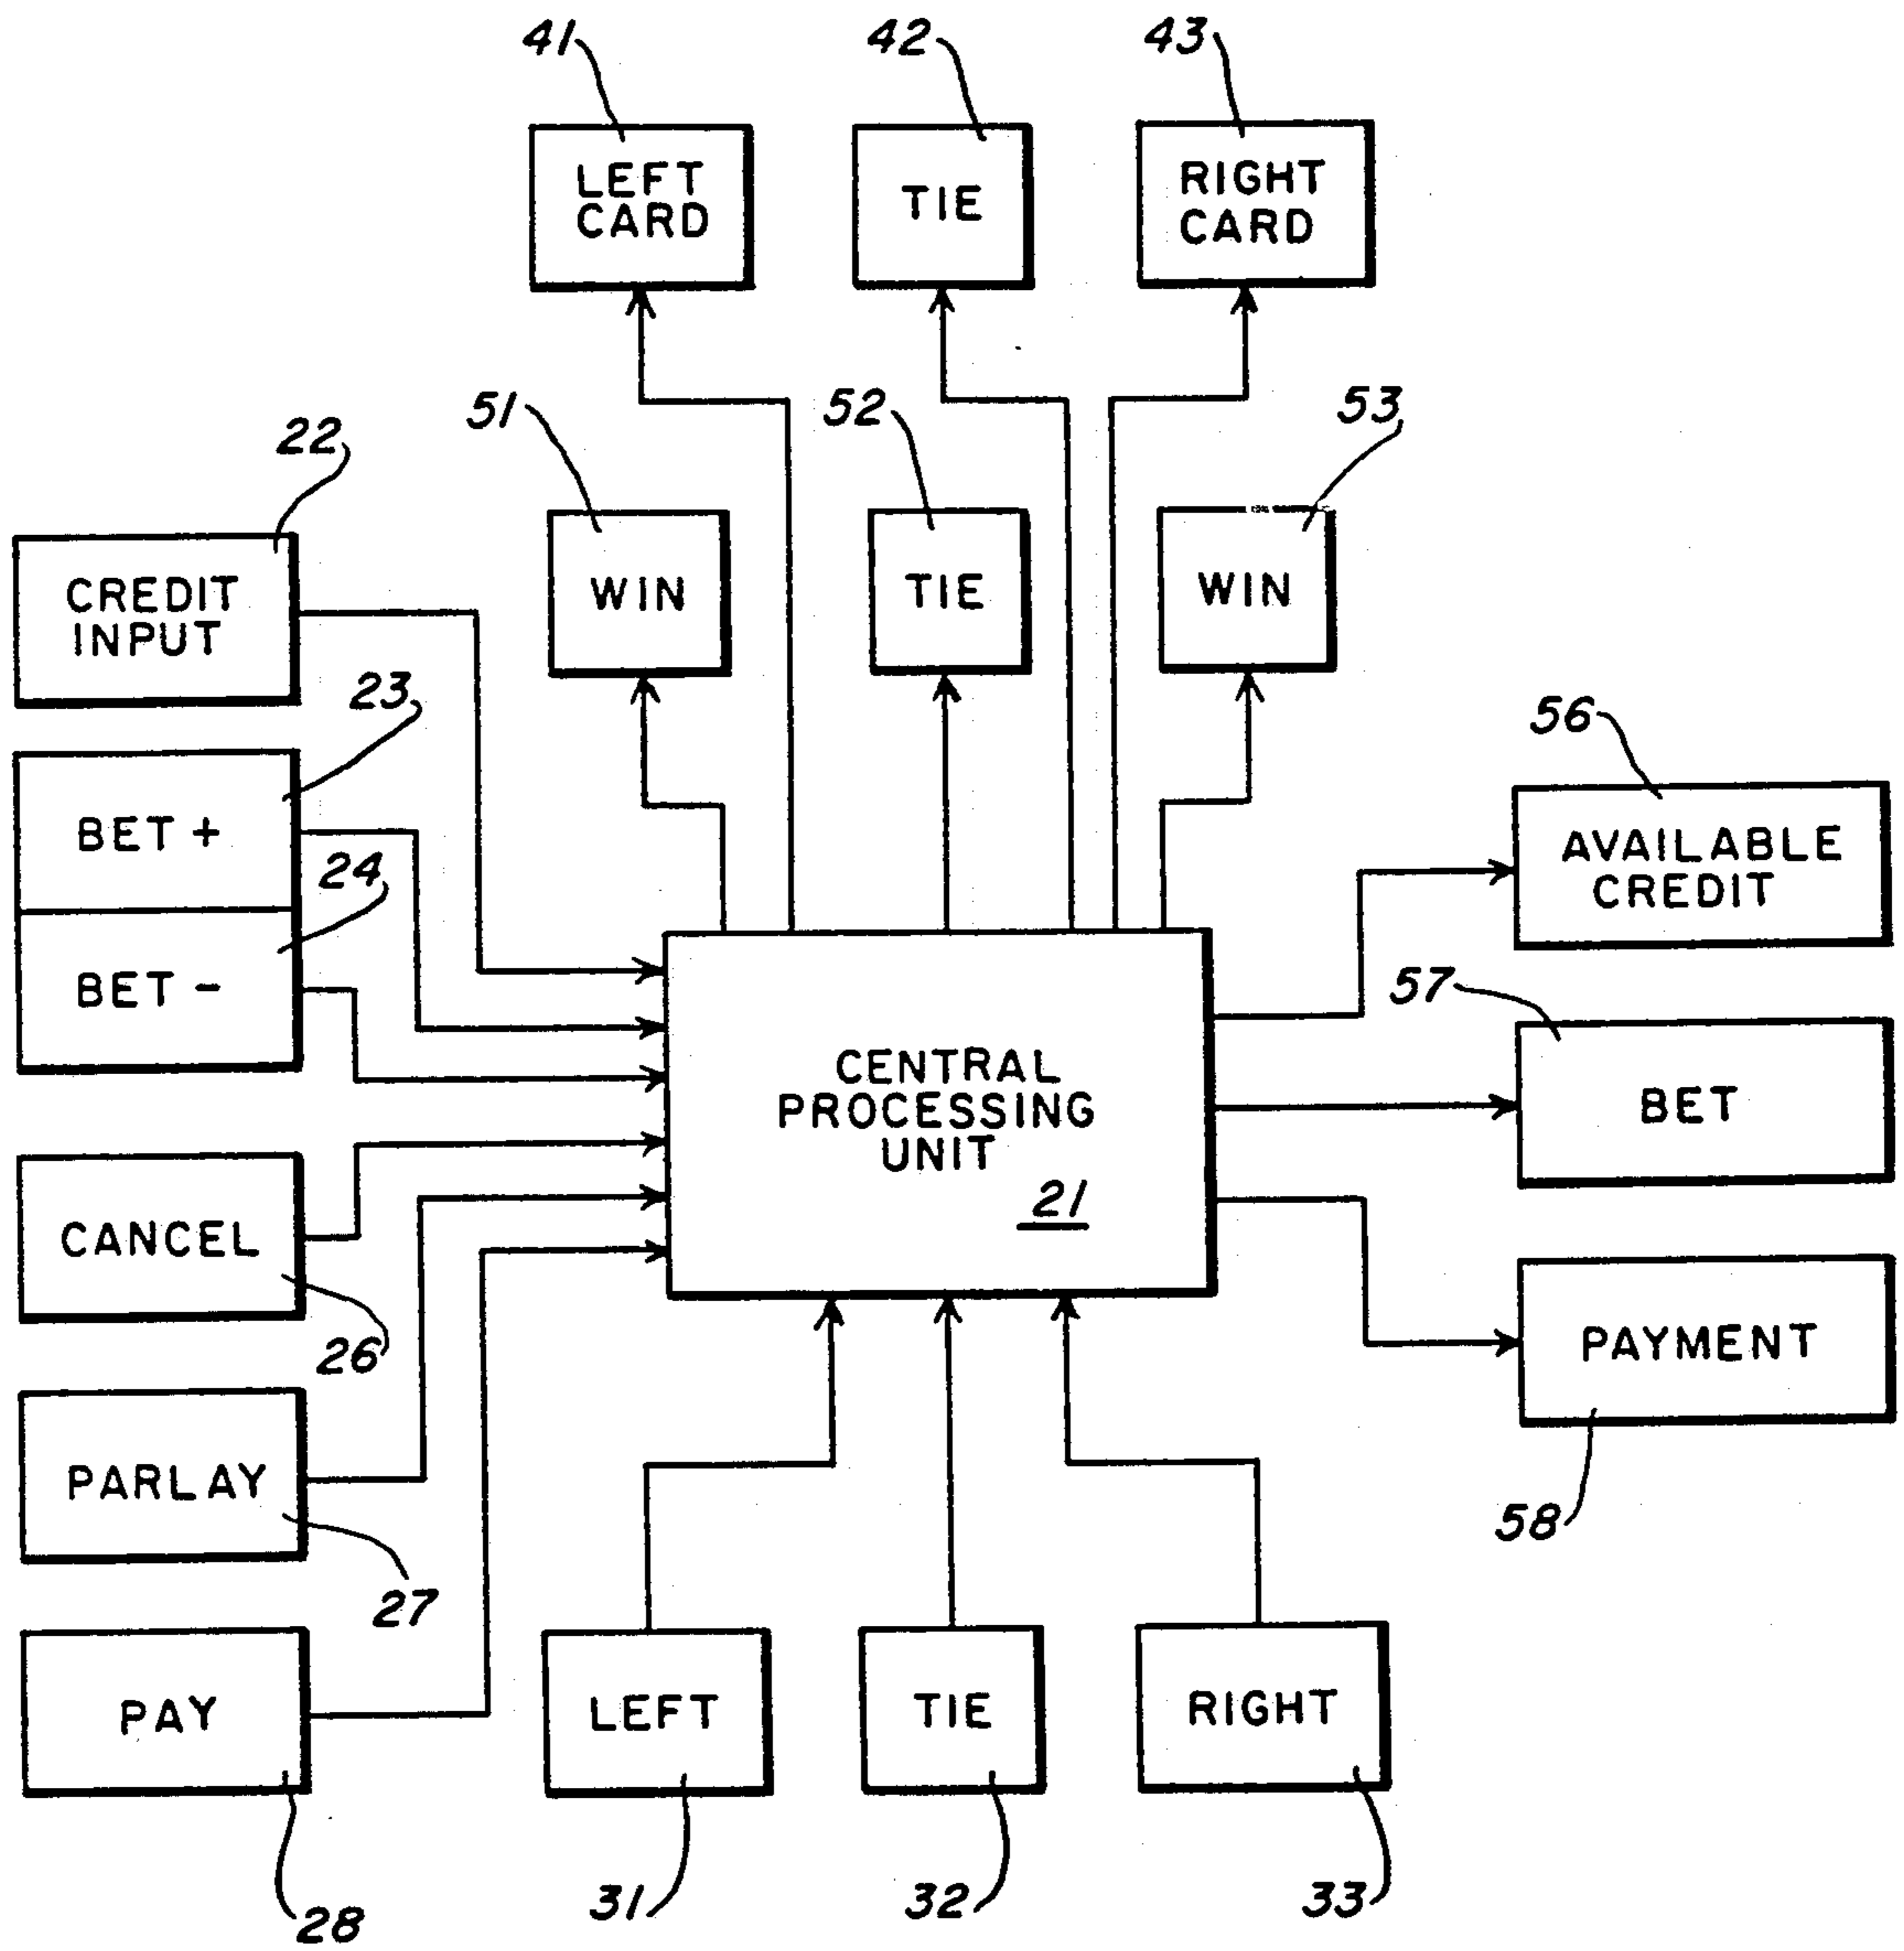 41
42
43
LEFT
CARD
TIE
RIGHT
CARD
51
52
53
22
WIN
TIE
WIN
CREDIT
INPUT
23
BET +
24
BET -
56
AVAILABLE
CREDIT
57
BET
CENTRAL
PROCESSING
UNIT
21
CANCEL
26
PAYMENT
58
PARLAY
27
PAY
28
LEFT
TIE
RIGHT
31
32
33